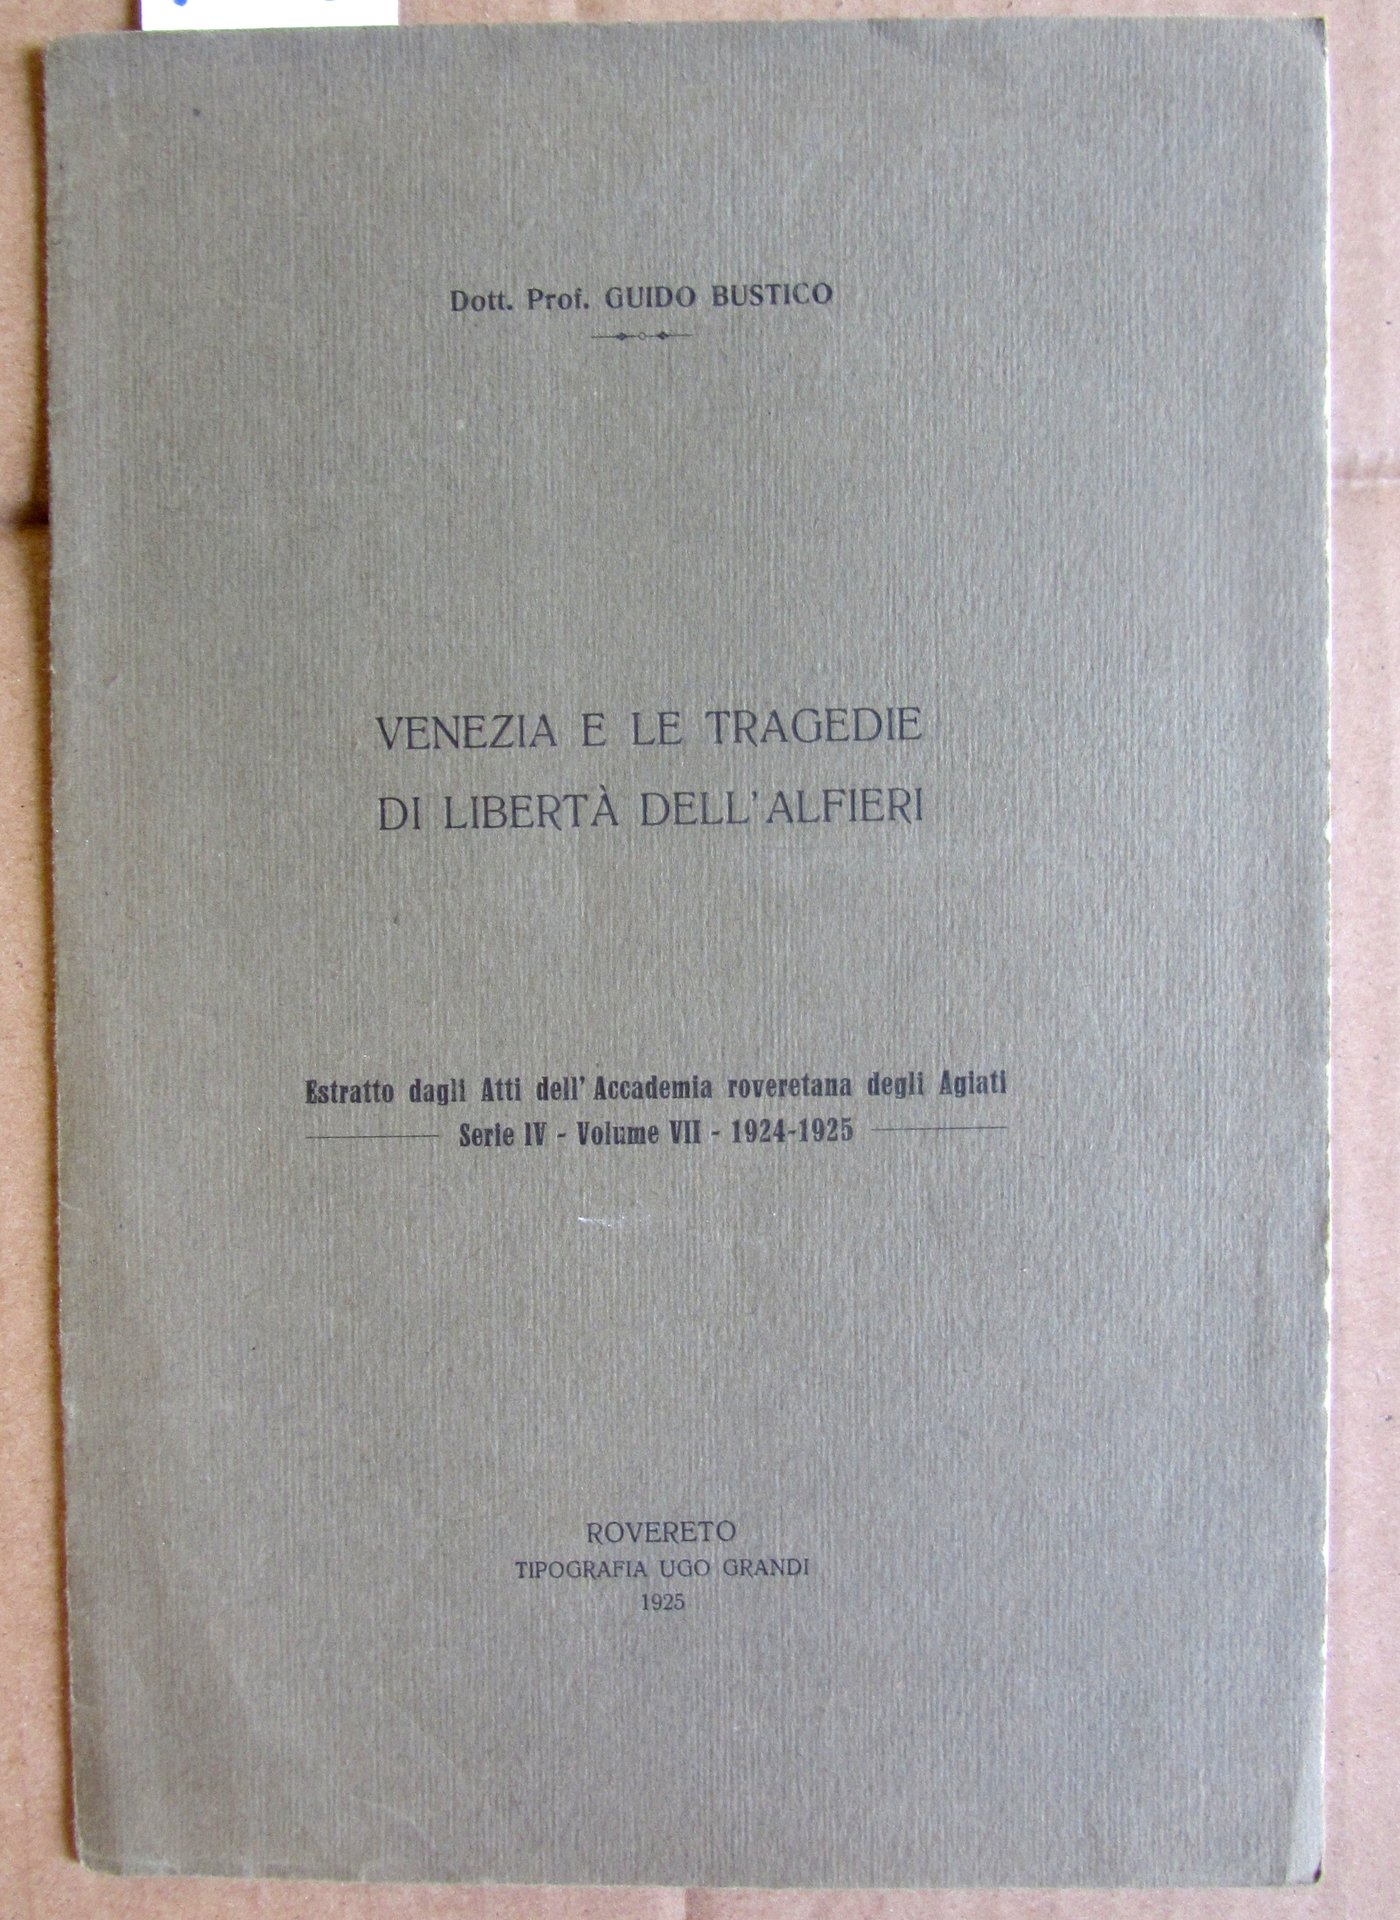 Dott. Prof. GUIDO BUSTICO
VENEZIA E LE TRAGEDIE
DI LIBERTÀ DELL'ALFIERI
Estratto dagli Atti dell' Accademia roveretana degli Agiati
Serie IV - Volume VII - 1924-1925
ROVERETO
TIPOGRAFIA UGO GRANDI
1925